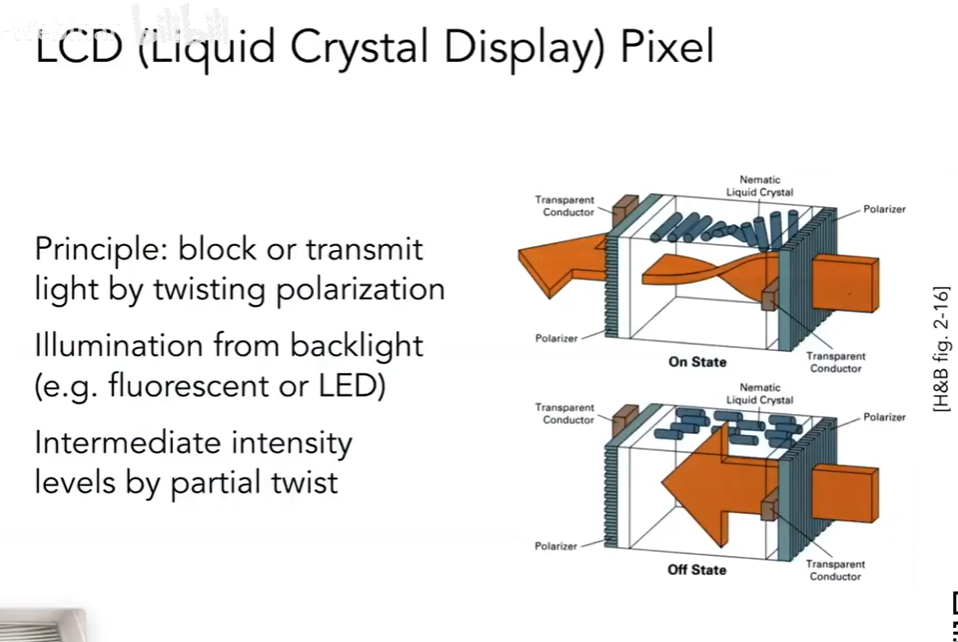 bilibili
LCD (Liquid Crystal Display) Pixel
Principle: block or transmit
light by twisting polarization
Illumination from backlight
(e.g. fluorescent or LED)
Intermediate intensity
levels by partial twist
Nematic
Liquid Crystal
Transparent
Conductor
Polarizer
Polarizer
On State
Transparent
Conductor
Nematic
Liquid Crystal
Transparent
Conductor
Polarizer
Polarizer
Off State
Transparent
Conductor
[H&B fig. 2-16]